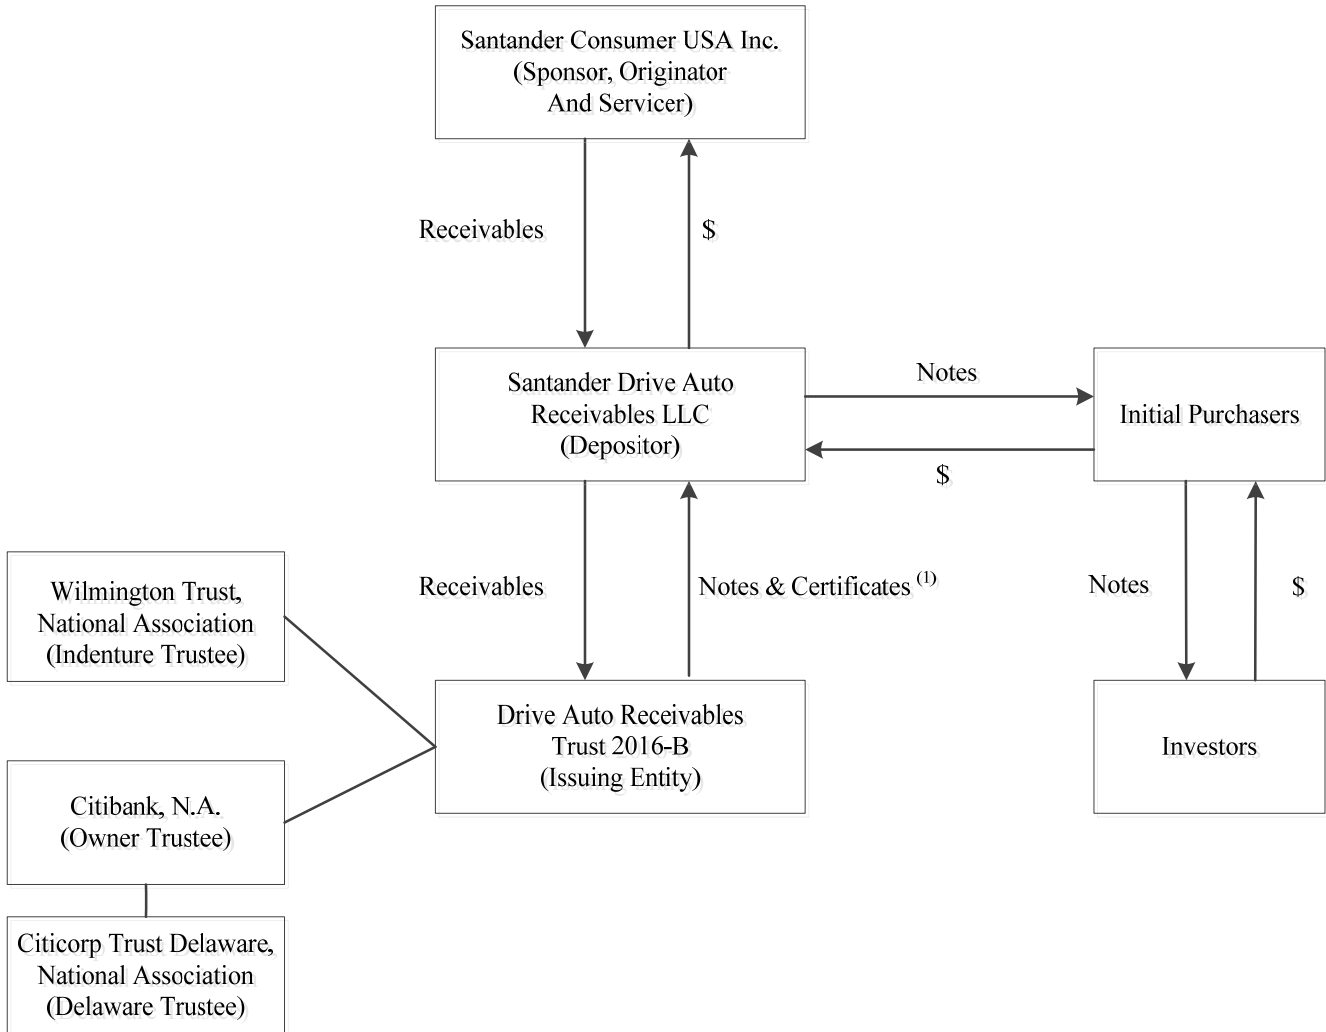 Santander Consumer USA Inc.
(Sponsor, Originator
And Servicer)
Receivables
$
Santander Drive Auto
Receivables LLC
(Depositor)
Notes
$
Initial Purchasers
Receivables
Notes & Certificates (1)
Notes
$
Wilmington Trust,
National Association
(Indenture Trustee)
Drive Auto Receivables
Trust 2016-B
(Issuing Entity)
Investors
Citibank, N.A.
(Owner Trustee)
Citicorp Trust Delaware,
National Association
(Delaware Trustee)